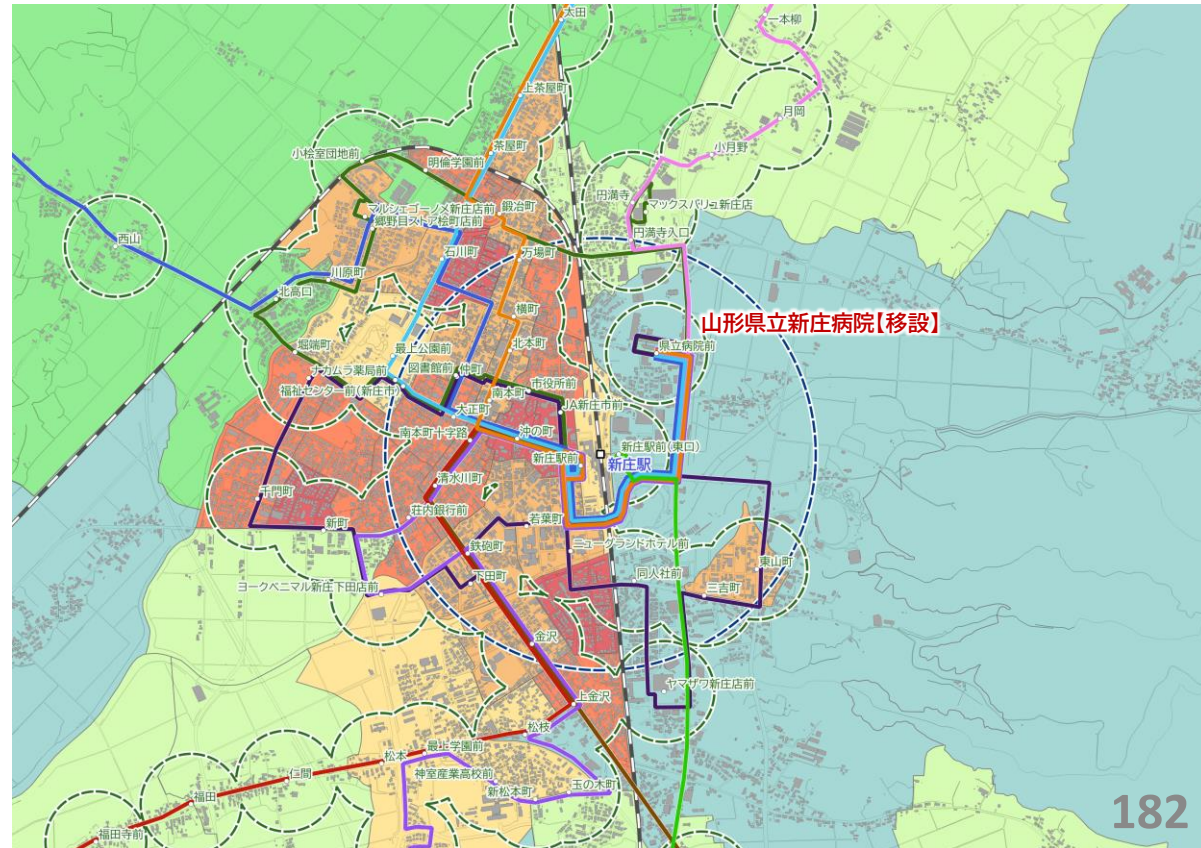 太田
一本柳
上茶屋町
月岡
茶屋町
小月野
小桧室団地前
明倫学園前
円満寺
マックスバリュ新庄店
マルシェゴーノメ新庄店前
鍛冶町
郷野目ストア桧町店前
円満寺入口
西山
石川町
万場町
川原町
北高口
横町
山形県立新庄病院【移設】
堀端町
最上公園前
北本町
県立病院前
ナカムラ薬局前
図書館前
仲町
福祉センター前(新庄市)
南本町
市役所前
大正町
JA新庄市前
南本町十字路
沖の町
新庄駅前(東口)
新庄駅前
新庄駅
清水川町
千門町
荘内銀行前
新町
若葉町
鉄砲町
ニューグランドホテル前
東山町
下田町
同人社前
三吉町
ヨークベニマル新庄下田店前
金沢
ヤマザワ新庄店前
上金沢
松枝
松本
最上学園前
仁間
神室産業高校前
福田
新松本町
玉の木町
福田寺前
182